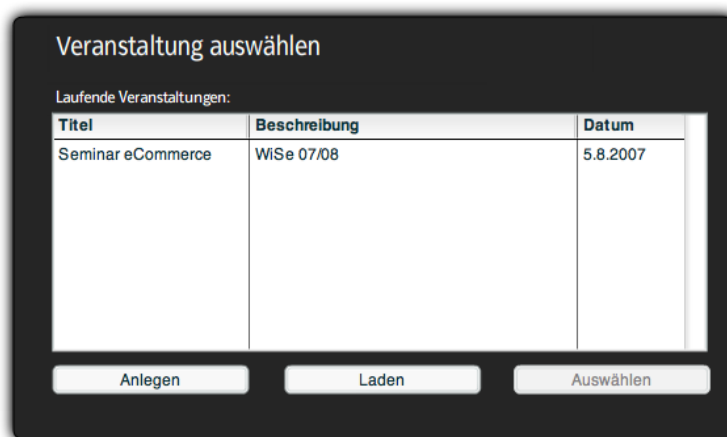 Veranstaltung auswählen
Laufende Veranstaltungen:
Titel Beschreibung Datum
Seminar eCommerce WiSe 07/08 5.8.2007
Anlegen Laden Auswählen